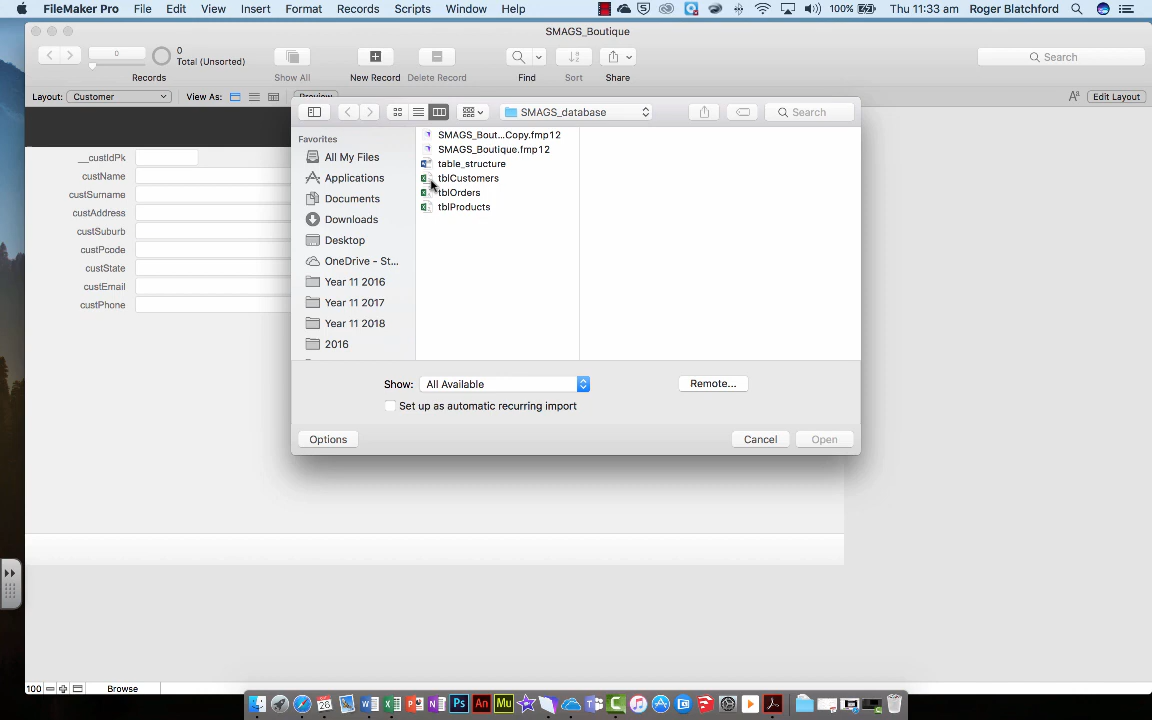 FileMaker Pro File Edit View Insert Format Records Scripts Window Help 100% Thu 11:33 am Roger Blatchford
SMAGS_Boutique
0 0 Total (Unsorted)
Records Show All New Record Delete Record Find Sort Share Search
Layout: Customer View As: Preview Aª Edit Layout
SMAGS_database Search
Favorites
All My Files
Applications
Documents
Downloads
Desktop
OneDrive – St...
Year 11 2016
Year 11 2017
Year 11 2018
2016
SMAGS_Bout...Copy.fmp12
SMAGS_Boutique.fmp12
table_structure
tblCustomers
tblOrders
tblProducts
__custIdPk
custName
custSurname
custAddress
custSuburb
custPcode
custState
custEmail
custPhone
Show: All Available Remote...
Set up as automatic recurring import
Options Cancel Open
100 Browse